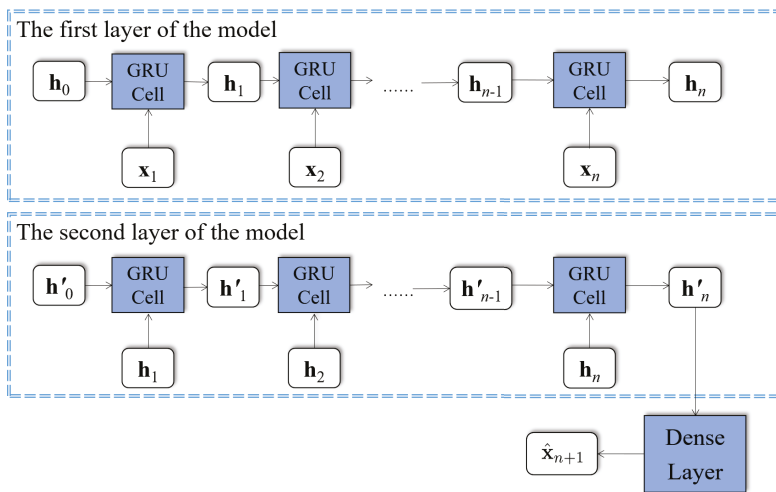 The first layer of the model
h₀ GRU Cell h₁ GRU Cell ...... hₙ₋₁ GRU Cell hₙ
x₁ x₂ xₙ
The second layer of the model
h'₀ GRU Cell h'₁ GRU Cell ...... h'ₙ₋₁ GRU Cell h'ₙ
h₁ h₂ hₙ
x̂ₙ₊₁ Dense
Layer